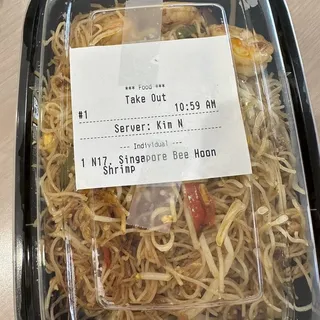 *** Food ***
Take Out
#1 10:59 AM
Server: Kim N
--- Individual ---
1 N17. Singapore Bee Hoon
Shrimp